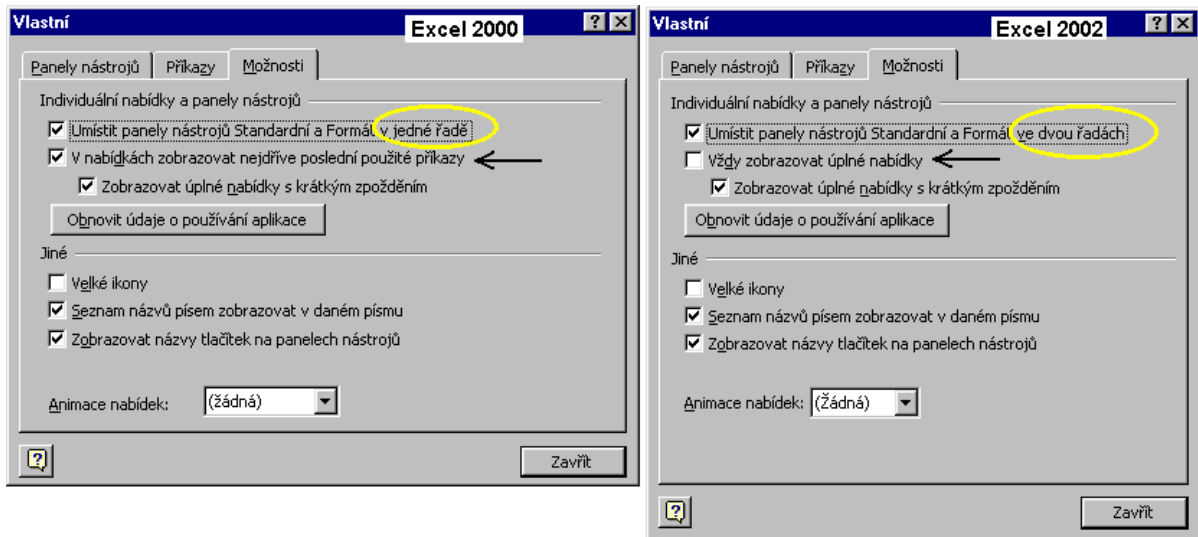 Vlastní
Excel 2000
Panely nástrojů
Příkazy
Možnosti
Individuální nabídky a panely nástrojů
Umístit panely nástrojů Standardní a Formát v jedné řadě
V nabídkách zobrazovat nejdříve poslední použité příkazy
Zobrazovat úplné nabídky s krátkým zpožděním
Obnovit údaje o používání aplikace
Jiné
Velké ikony
Seznam názvů písem zobrazovat v daném písmu
Zobrazovat názvy tlačítek na panelech nástrojů
Animace nabídek: (žádná)
Zavřít
Vlastní
Excel 2002
Panely nástrojů
Příkazy
Možnosti
Individuální nabídky a panely nástrojů
Umístit panely nástrojů Standardní a Formát ve dvou řadách
Vždy zobrazovat úplné nabídky
Zobrazovat úplné nabídky s krátkým zpožděním
Obnovit údaje o používání aplikace
Jiné
Velké ikony
Seznam názvů písem zobrazovat v daném písmu
Zobrazovat názvy tlačítek na panelech nástrojů
Animace nabídek: (Žádná)
Zavřít